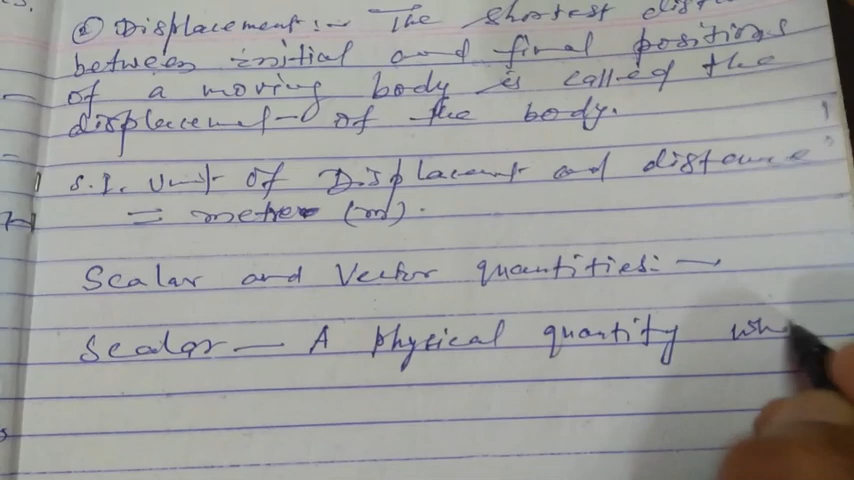 ② Displacement :- The shortest
between initial and final positions
of a moving body is called the
displacement of the body.
S.I. Unit of Displacement and distance
= metre (m).
Scalar and Vector quantities: →
Scalar — A physical quantity